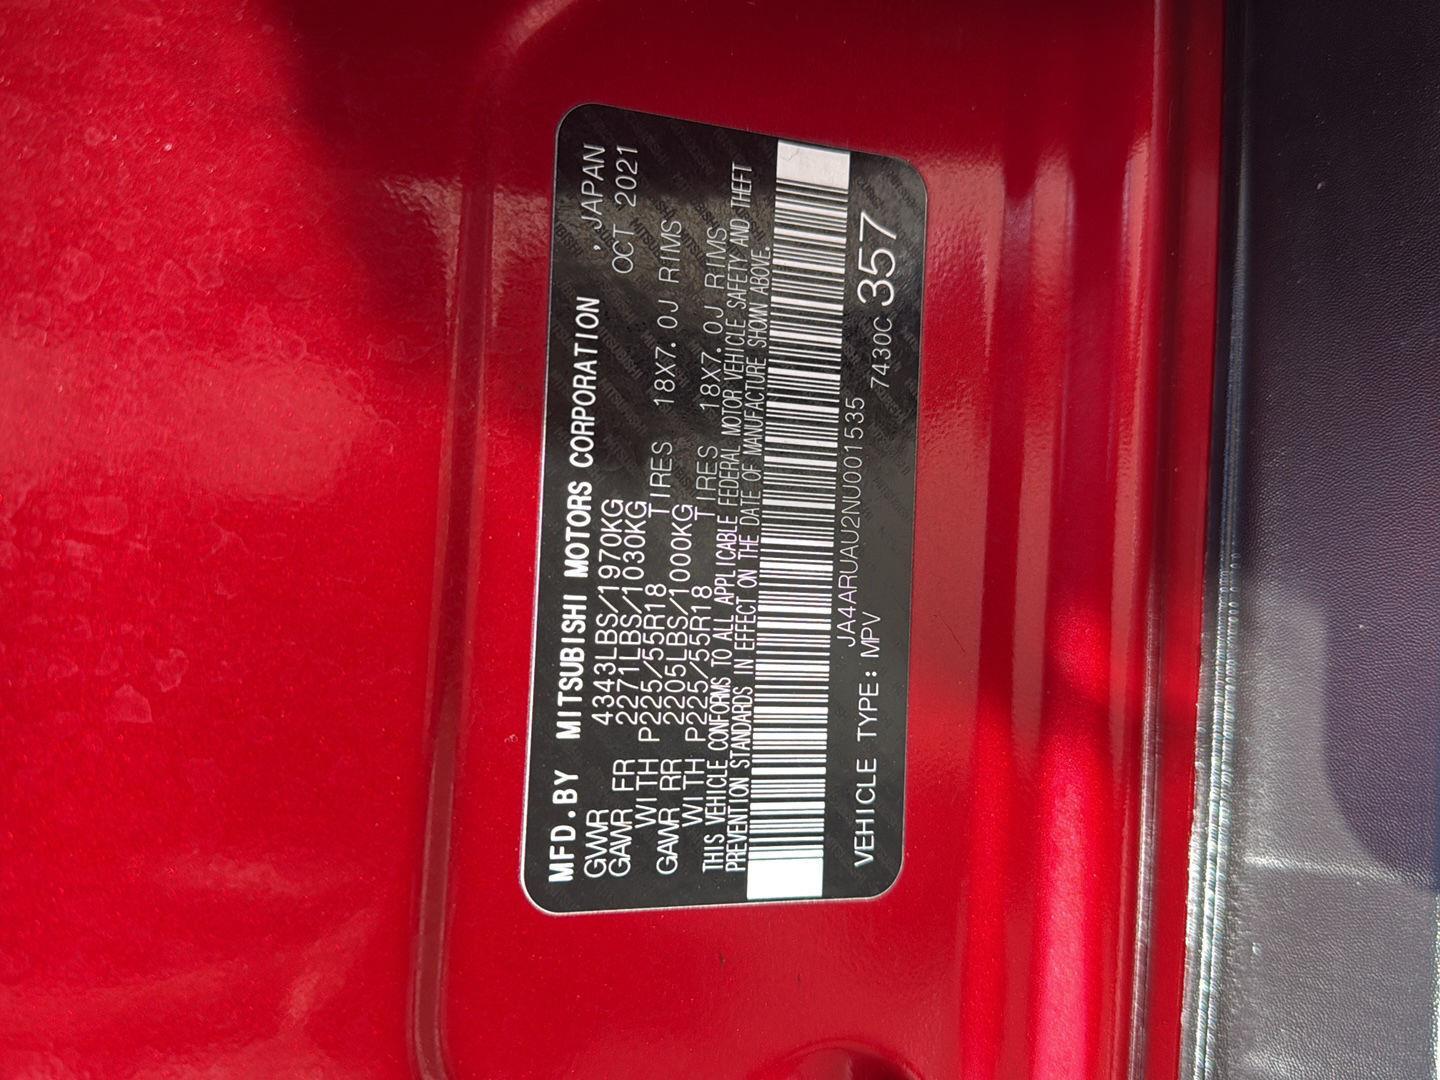 MFD.BY MITSUBISHI MOTORS CORPORATION , JAPAN
GVWR 4343LBS/1970KG OCT 2021
GAWR FR 2271LBS/1030KG
WITH P225/55R18 TIRES 18X7.0J RIMS
GAWR RR 2205LBS/1000KG
WITH P225/55R18 TIRES 18X7.0J RIMS
THIS VEHICLE CONFORMS TO ALL APPLICABLE FEDERAL MOTOR VEHICLE SAFETY AND THEFT
PREVENTION STANDARDS IN EFFECT ON THE DATE OF MANUFACTURE SHOWN ABOVE.
JA4ARUAU2NU001535
VEHICLE TYPE: MPV 7430C 357